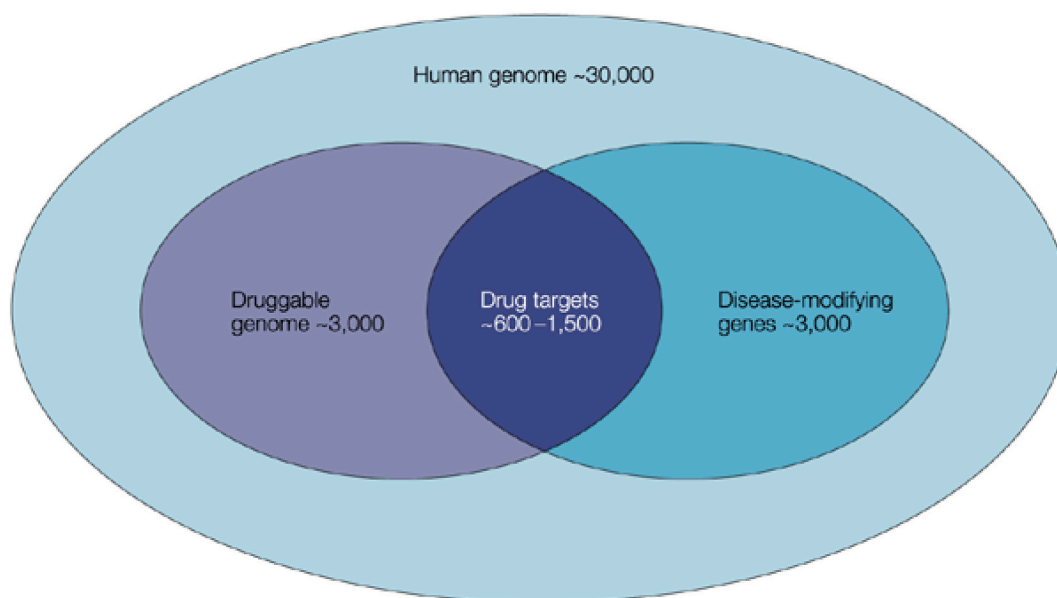 Human genome ~30,000
Druggable
genome ~3,000
Drug targets
~600–1,500
Disease-modifying
genes ~3,000